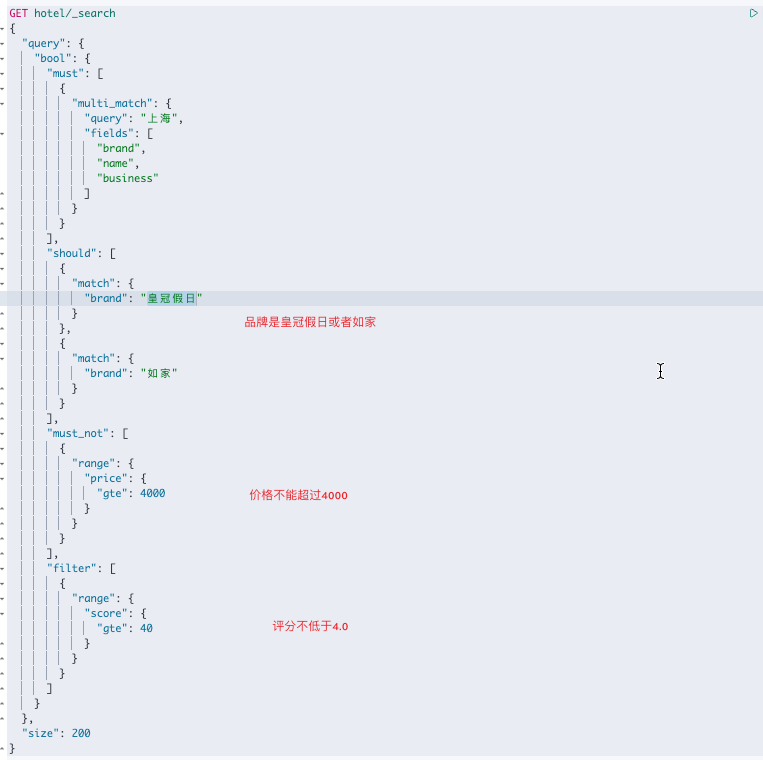 GET hotel/_search
{
  "query": {
    "bool": {
      "must": [
        {
          "multi_match": {
            "query": "上海",
            "fields": [
              "brand",
              "name",
              "business"
            ]
          }
        }
      ],
      "should": [
        {
          "match": {
            "brand": "皇冠假日"
          }
品牌是皇冠假日或者如家
        },
        {
          "match": {
            "brand": "如家"
          }
        }
      ],
      "must_not": [
        {
          "range": {
            "price": {
              "gte": 4000 价格不能超过4000
            }
          }
        }
      ],
      "filter": [
        {
          "range": {
            "score": {
              "gte": 40 评分不低于4.0
            }
          }
        }
      ]
    }
  },
  "size": 200
}